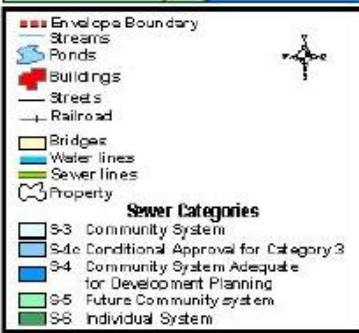 Envelope Boundary
Streams
Ponds
Buildings
Streets
Railroad
Bridges
Water lines
Sewer lines
Property
Sewer Categories
S-3 Community System
S-4c Conditional Approval for Category 3
S-4 Community System Adequate
for Development Planning
S-5 Future Community system
S-6 Individual System